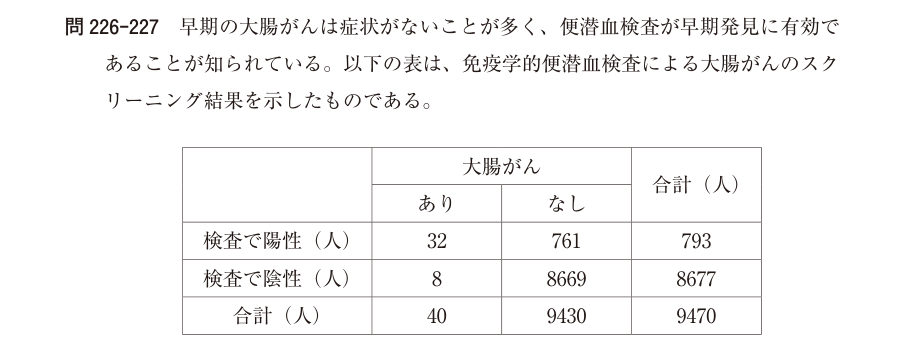 問 226-227　早期の大腸がんは症状がないことが多く、便潜血検査が早期発見に有効で
あることが知られている。以下の表は、免疫学的便潜血検査による大腸がんのスク
リーニング結果を示したものである。
大腸がん
合計（人）
あり　なし
検査で陽性（人）　32　761　793
検査で陰性（人）　8　8669　8677
合計（人）　40　9430　9470